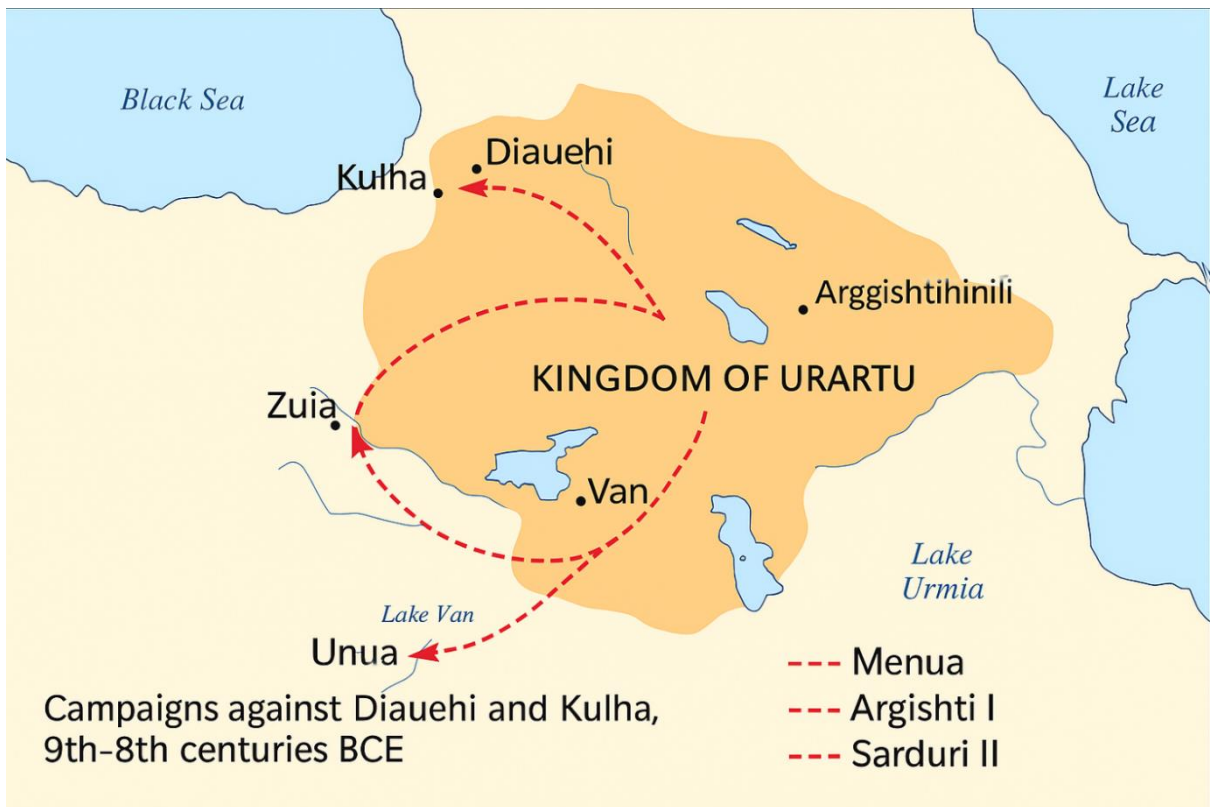 Black Sea
Lake
Sea
Diauehi
Kulha
Arggishtihinili
KINGDOM OF URARTU
Zuia
Van
Lake
Urmia
Lake Van
Unua
Menua
Argishti I
Sarduri II
Campaigns against Diauehi and Kulha,
9th–8th centuries BCE